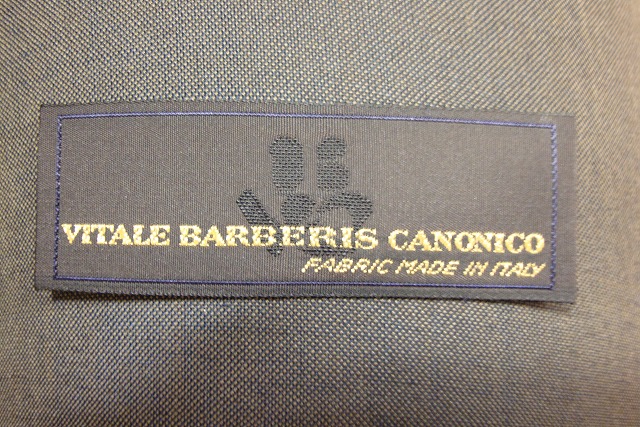 VITALE BARBERIS CANONICO
FABRIC MADE IN ITALY